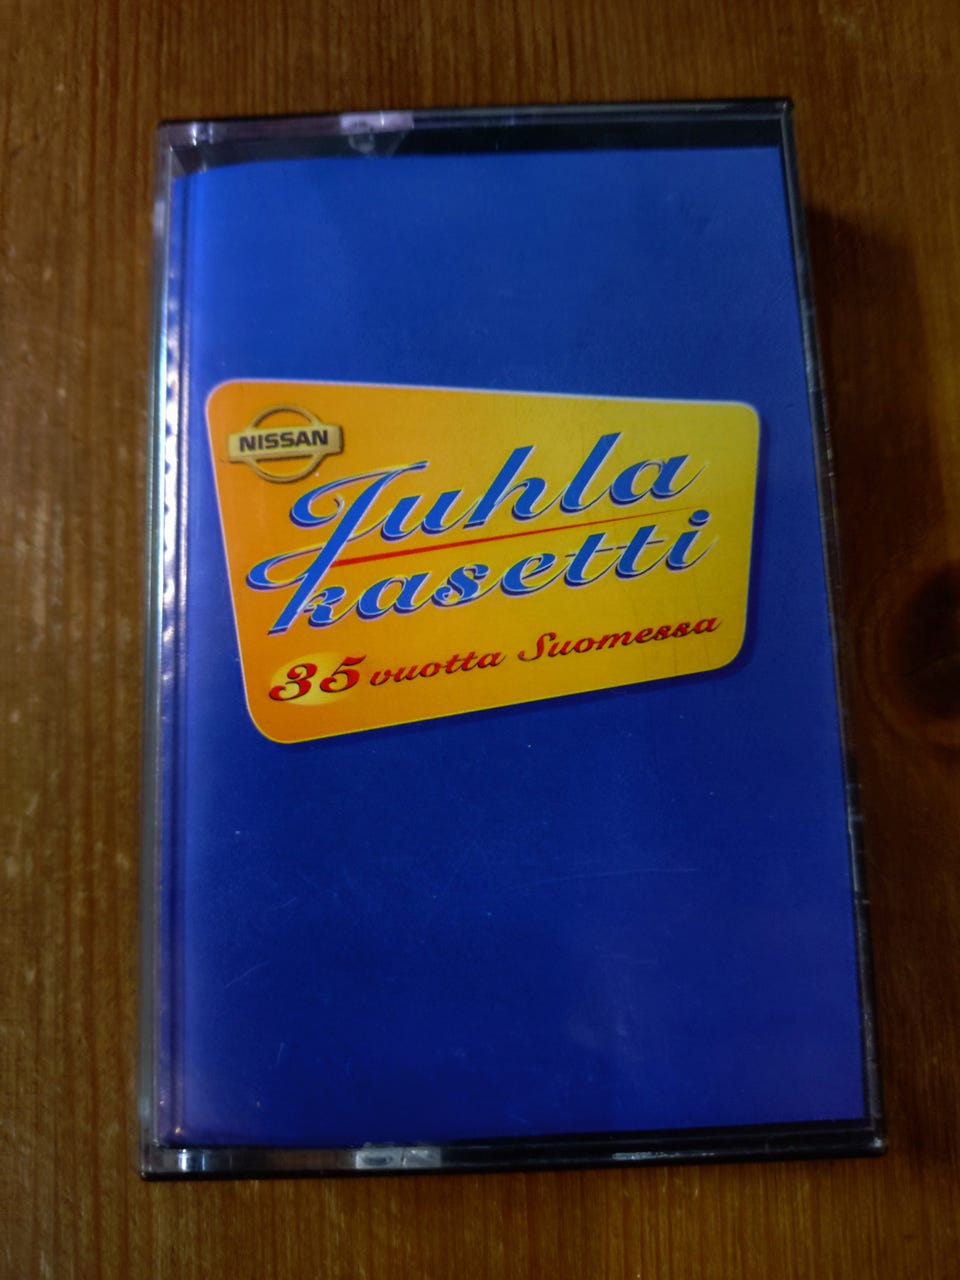 NISSAN
Juhla
kasetti
35 vuotta Suomessa